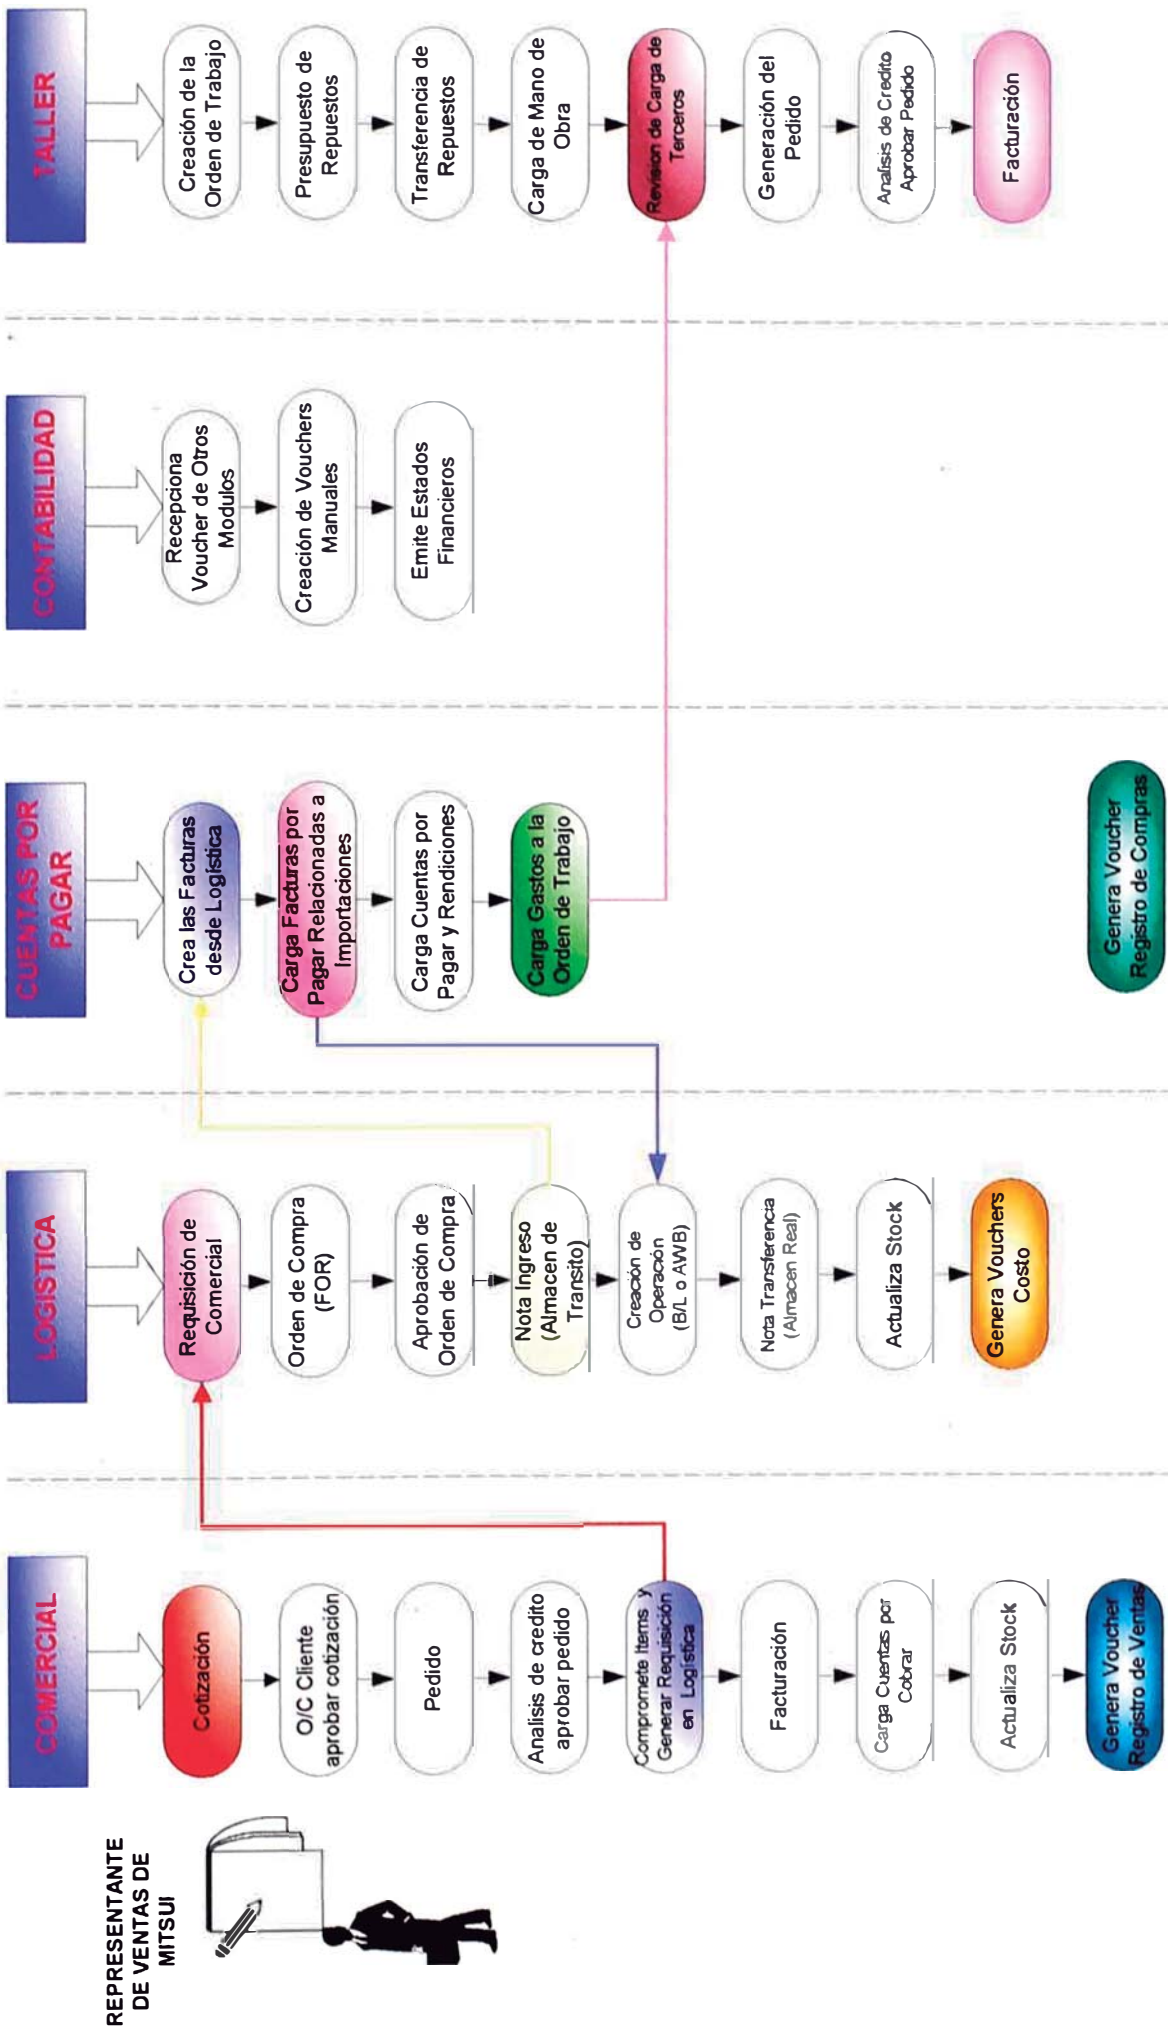 REPRESENTANTE
DE VENTAS DE
MITSUI
COMERCIAL
Cotización
O/C Cliente
aprobar cotización
Pedido
Analisis de credito
aprobar pedido
Compromete Items y
Generar Requisición
en Logística
Facturación
Carga Cuentas por
Cobrar
Actualiza Stock
Genera Voucher
Registro de Ventas
LOGISTICA
Requisición de
Comercial
Orden de Compra
(FOR)
Aprobación de
Orden de Compra
Nota Ingreso
(Almacen de
Transito)
Creación de
Operación
(B/L o AWB)
Nota Transferencia
(Almacen Real)
Actualiza Stock
Genera Vouchers
Costo
CUENTAS POR
PAGAR
Crea las Facturas
desde Logística
Carga Facturas por
Pagar Relacionadas a
Importaciones
Carga Cuentas por
Pagar y Rendiciones
Carga Gastos a la
Orden de Trabajo
Genera Voucher
Registro de Compras
CONTABILIDAD
Recepciona
Voucher de Otros
Modulos
Creación de Vouchers
Manuales
Emite Estados
Financieros
TALLER
Creación de la
Orden de Trabajo
Presupuesto de
Repuestos
Transferencia de
Repuestos
Carga de Mano de
Obra
Revision de Carga de
Terceros
Generación del
Pedido
Analisis de Credito
Aprobar Pedido
Facturación